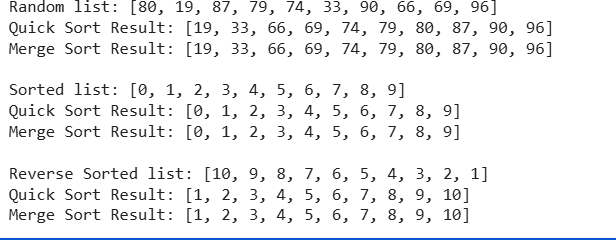 Random list: [80, 19, 87, 79, 74, 33, 90, 66, 69, 96]
Quick Sort Result: [19, 33, 66, 69, 74, 79, 80, 87, 90, 96]
Merge Sort Result: [19, 33, 66, 69, 74, 79, 80, 87, 90, 96]
Sorted list: [0, 1, 2, 3, 4, 5, 6, 7, 8, 9]
Quick Sort Result: [0, 1, 2, 3, 4, 5, 6, 7, 8, 9]
Merge Sort Result: [0, 1, 2, 3, 4, 5, 6, 7, 8, 9]
Reverse Sorted list: [10, 9, 8, 7, 6, 5, 4, 3, 2, 1]
Quick Sort Result: [1, 2, 3, 4, 5, 6, 7, 8, 9, 10]
Merge Sort Result: [1, 2, 3, 4, 5, 6, 7, 8, 9, 10]